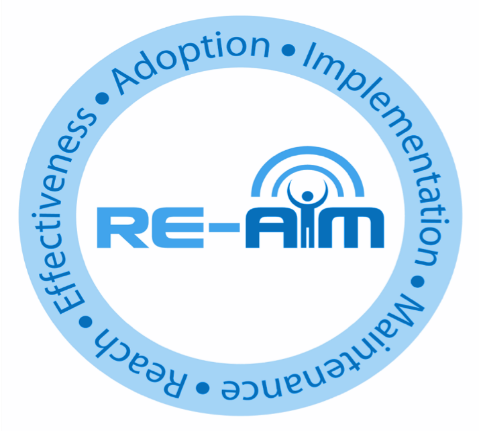 Reach • Effectiveness • Adoption • Implementation • Maintenance •
RE-AIM